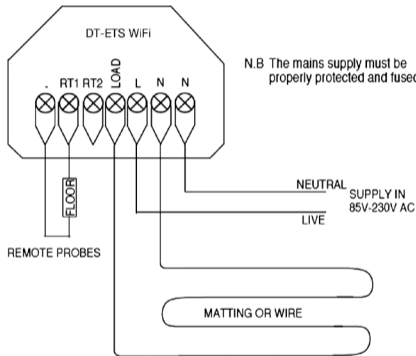 DT-ETS WiFi
N.B The mains supply must be
properly protected and fused
- RT1 RT2 LOAD L N N
FLOOR
REMOTE PROBES
NEUTRAL
SUPPLY IN
85V-230V AC
LIVE
MATTING OR WIRE